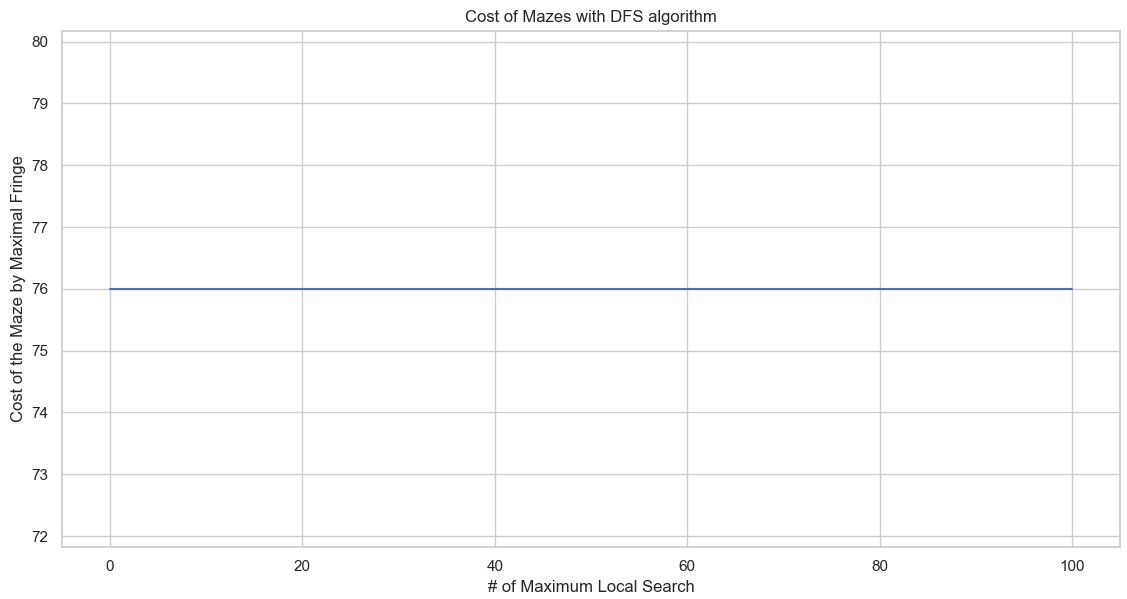 Cost of Mazes with DFS algorithm
Cost of the Maze by Maximal Fringe
80
79
78
77
76
75
74
73
72
0 20 40 60 80 100
# of Maximum Local Search